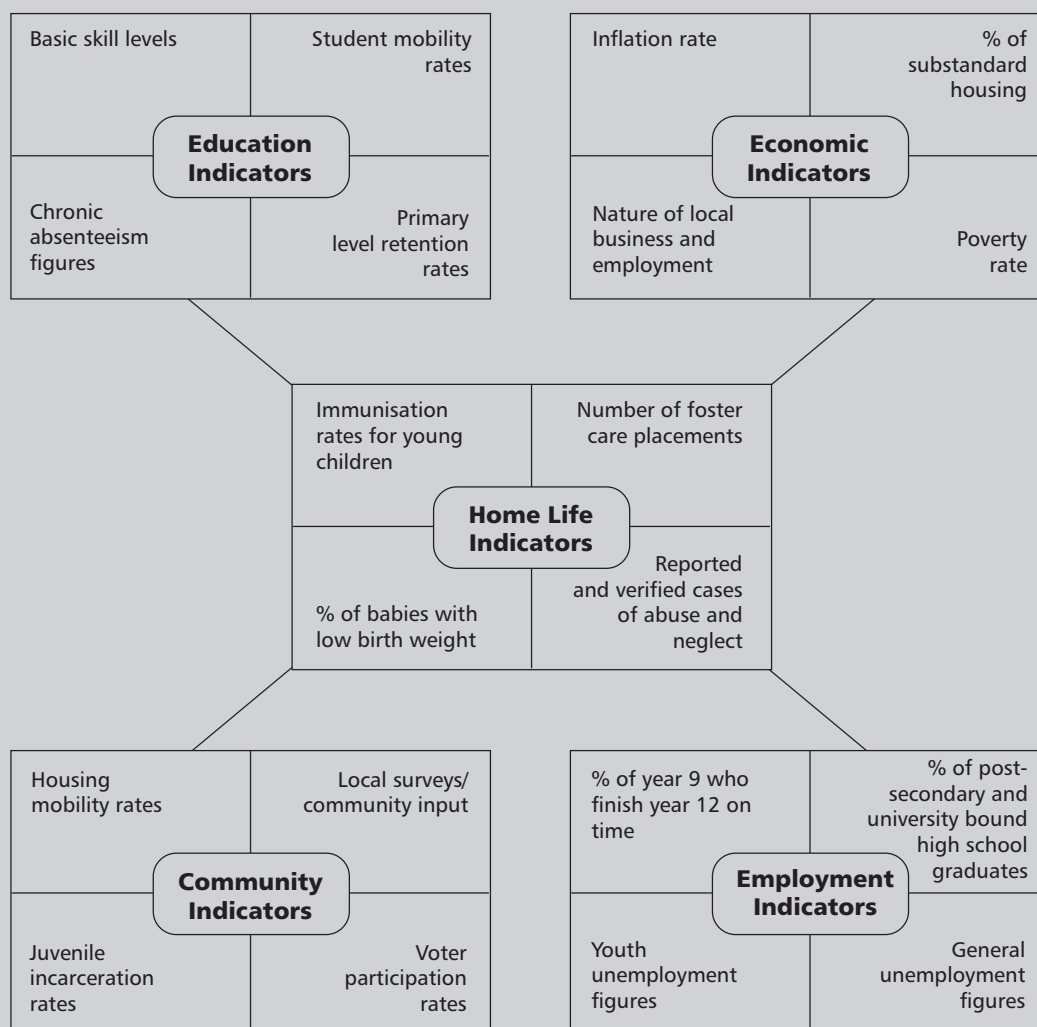 Basic skill levels
Student mobility
rates
Education
Indicators
Chronic
absenteeism
figures
Primary
level retention
rates
Inflation rate
% of
substandard
housing
Economic
Indicators
Nature of local
business and
employment
Poverty
rate
Immunisation
rates for young
children
Number of foster
care placements
Home Life
Indicators
% of babies with
low birth weight
Reported
and verified cases
of abuse and
neglect
Housing
mobility rates
Local surveys/
community input
Community
Indicators
Juvenile
incarceration
rates
Voter
participation
rates
% of year 9 who
finish year 12 on
time
% of post-
secondary and
university bound
high school
graduates
Employment
Indicators
Youth
unemployment
figures
General
unemployment
figures